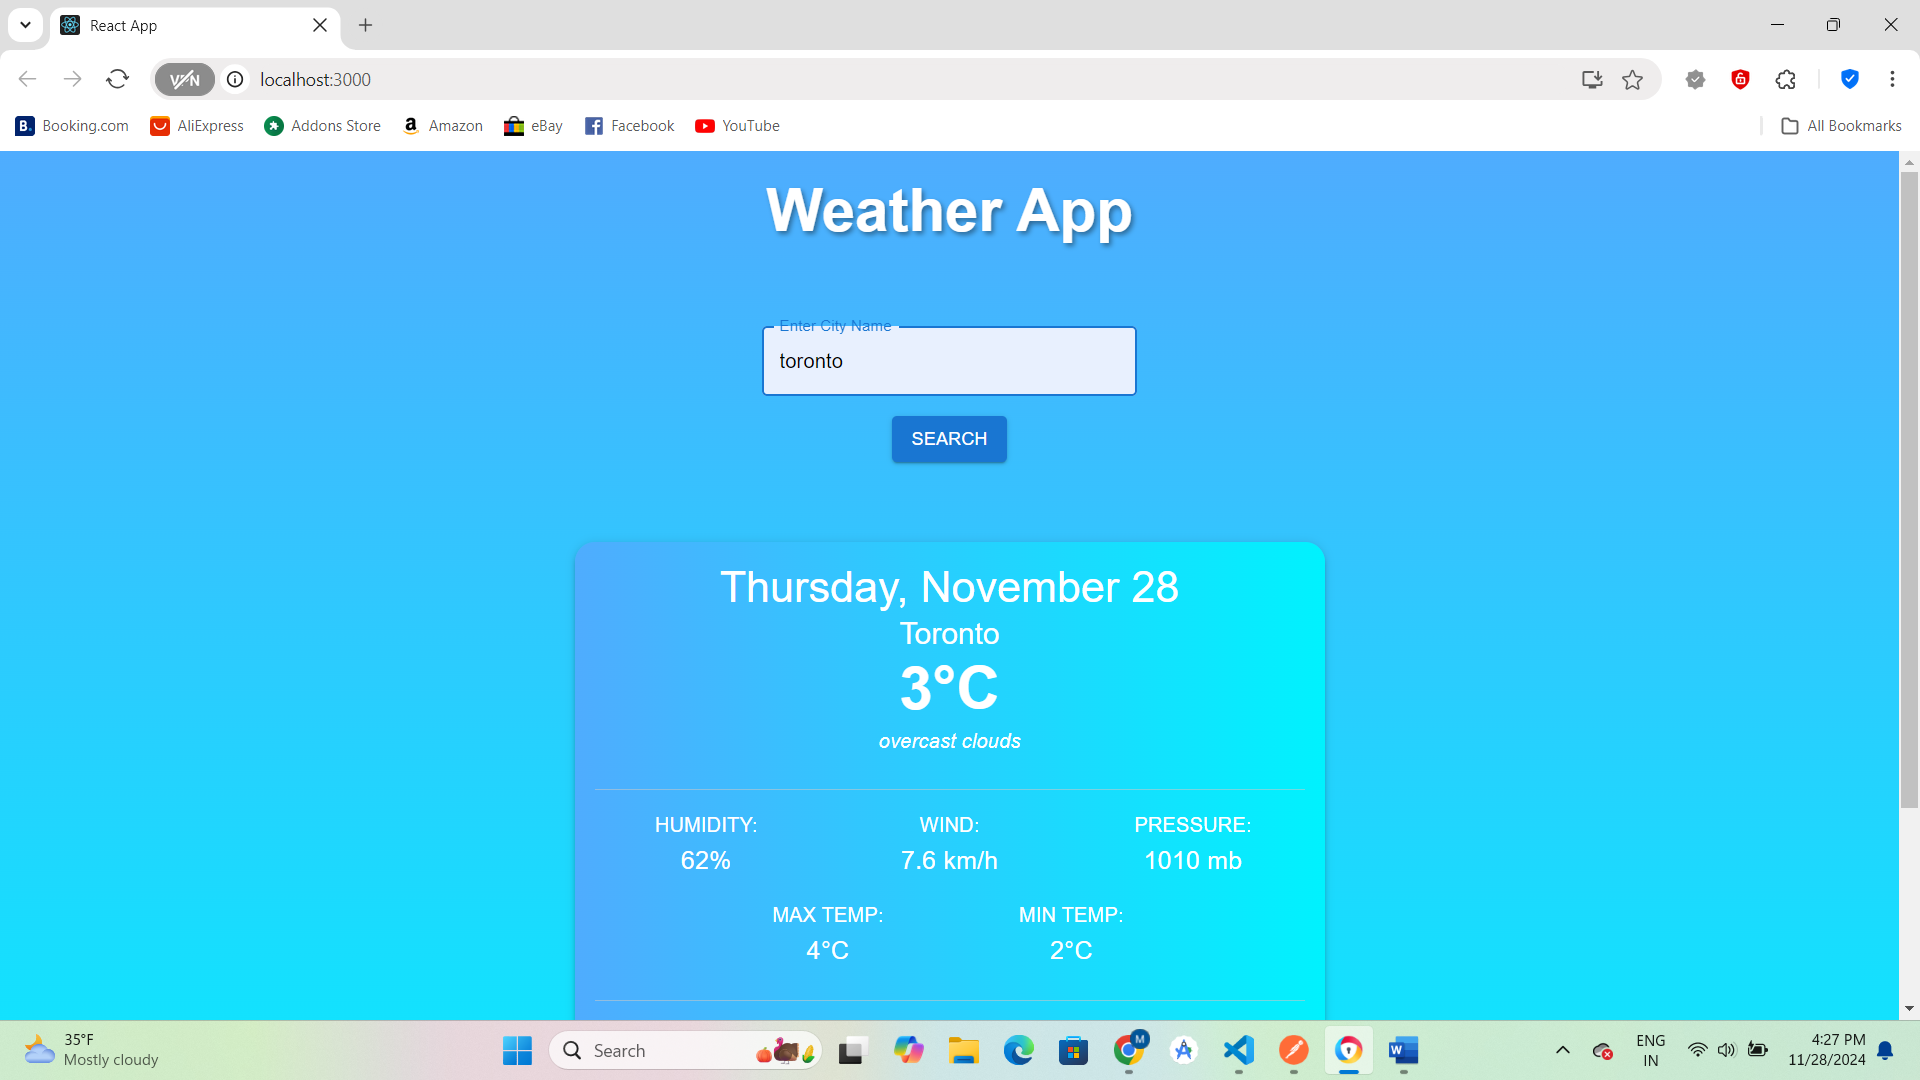 React App
VPN
localhost:3000
B. Booking.com AliExpress Addons Store a Amazon eBay Facebook YouTube All Bookmarks
Weather App
Enter City Name
toronto
SEARCH
Thursday, November 28
Toronto
3°C
overcast clouds
HUMIDITY: WIND: PRESSURE:
62% 7.6 km/h 1010 mb
MAX TEMP: MIN TEMP:
4°C 2°C
35°F
Mostly cloudy
Search
M
W
ENG
IN
4:27 PM
11/28/2024